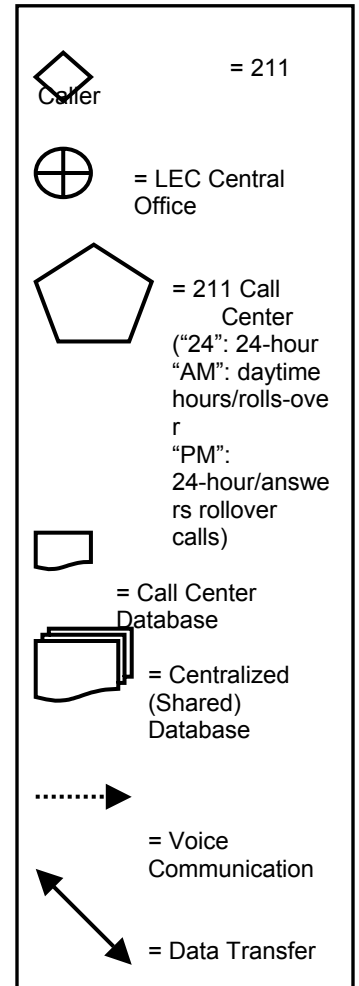 = 211
Caller
= LEC Central
Office
= 211 Call
Center
(“24”: 24-hour
“AM”: daytime
hours/rolls-ove
r
“PM”:
24-hour/answe
rs rollover
calls)
= Call Center
Database
= Centralized
(Shared)
Database
= Voice
Communication
= Data Transfer